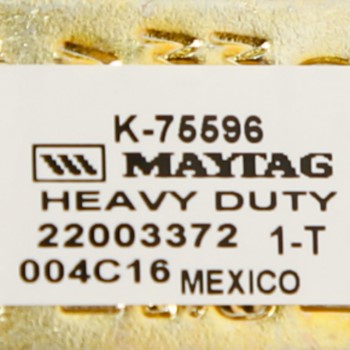 K-75596
MAYTAG
HEAVY DUTY
22003372 1-T
004C16 MEXICO